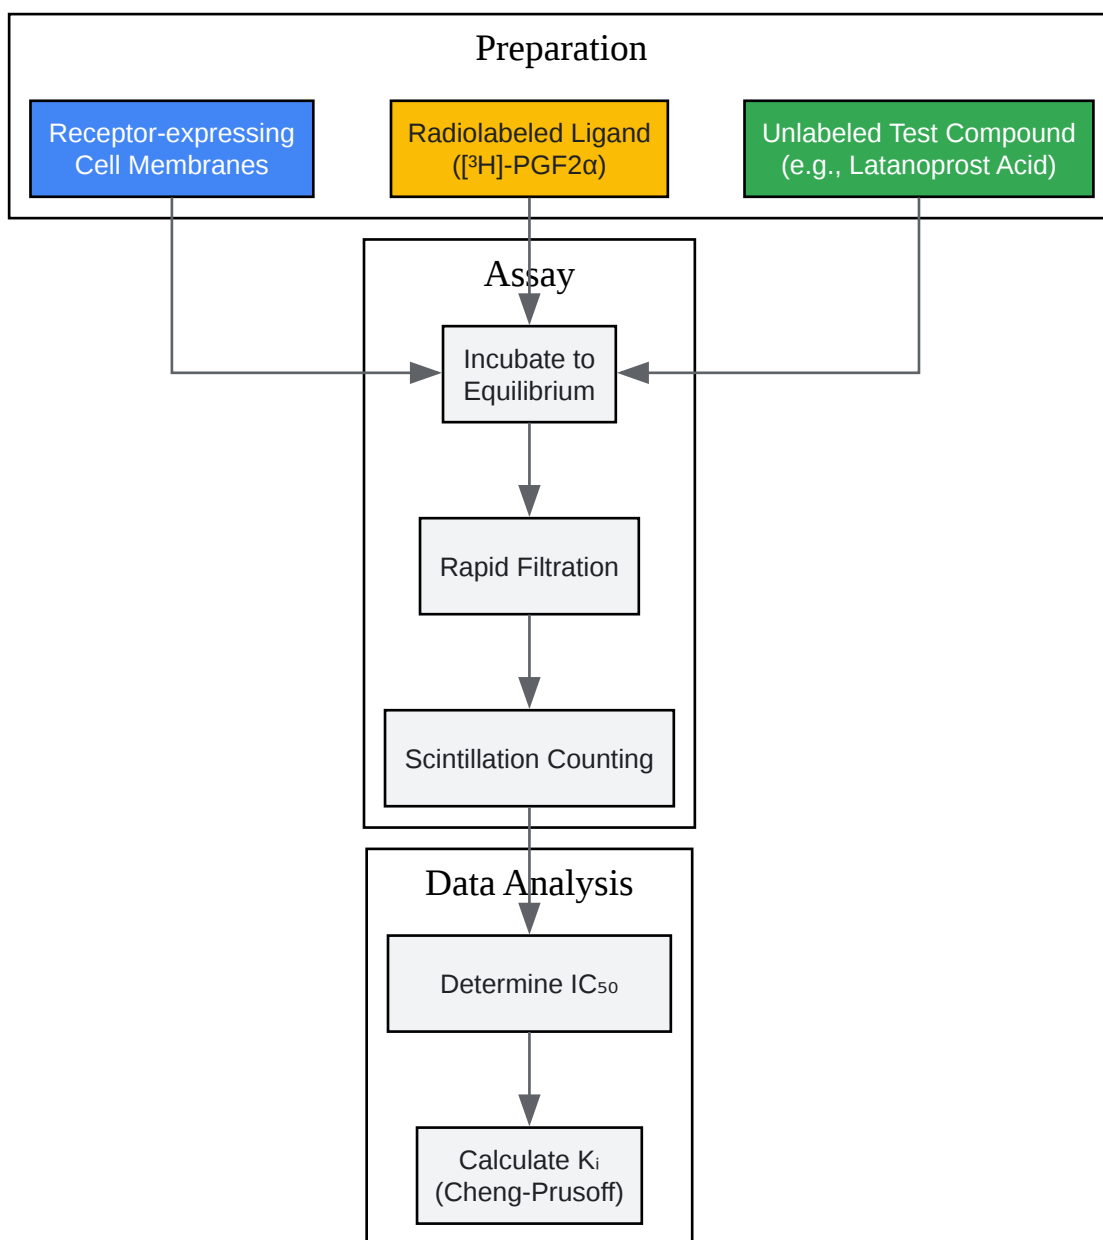 Preparation
Receptor-expressing
Cell Membranes
Radiolabeled Ligand
([³H]-PGF2α)
Unlabeled Test Compound
(e.g., Latanoprost Acid)
Assay
Incubate to
Equilibrium
Rapid Filtration
Scintillation Counting
Data Analysis
Determine IC₅₀
Calculate Kᵢ
(Cheng-Prusoff)